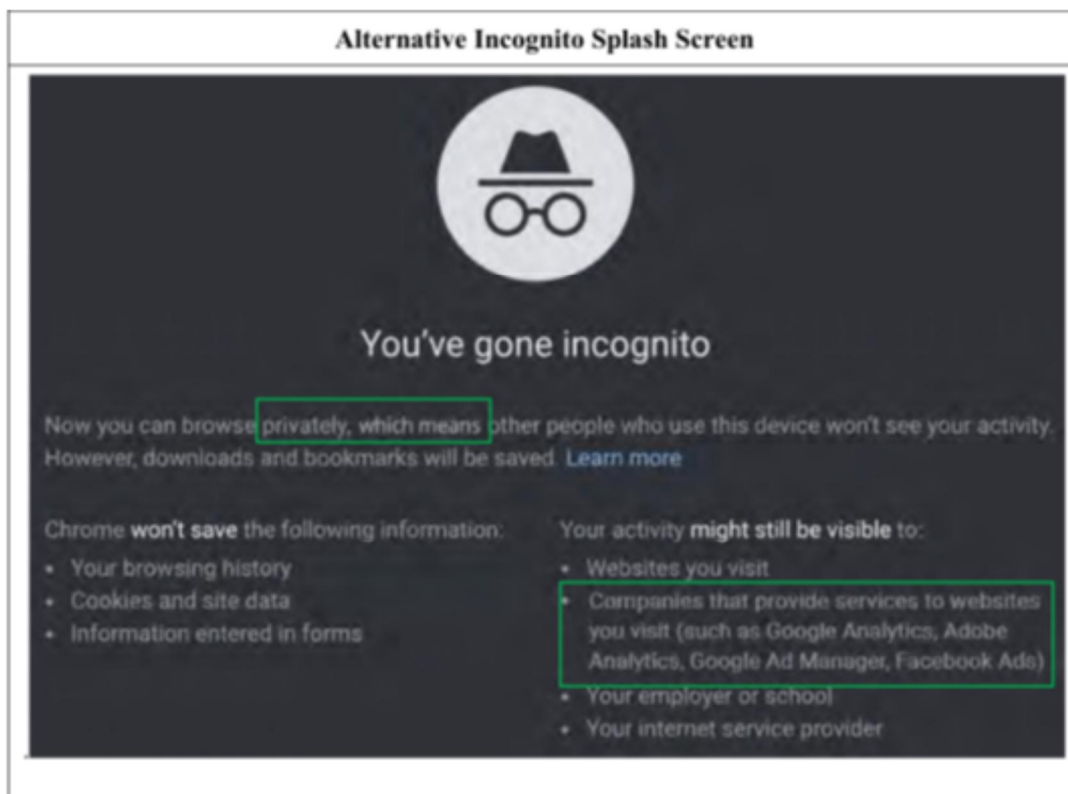 Alternative Incognito Splash Screen
You've gone incognito
Now you can browse privately, which means other people who use this device won't see your activity.
However, downloads and bookmarks will be saved. Learn more
Chrome won't save the following information:
• Your browsing history
• Cookies and site data
• Information entered in forms
Your activity might still be visible to:
• Websites you visit
• Companies that provide services to websites
you visit (such as Google Analytics, Adobe
Analytics, Google Ad Manager, Facebook Ads)
• Your employer or school
• Your internet service provider